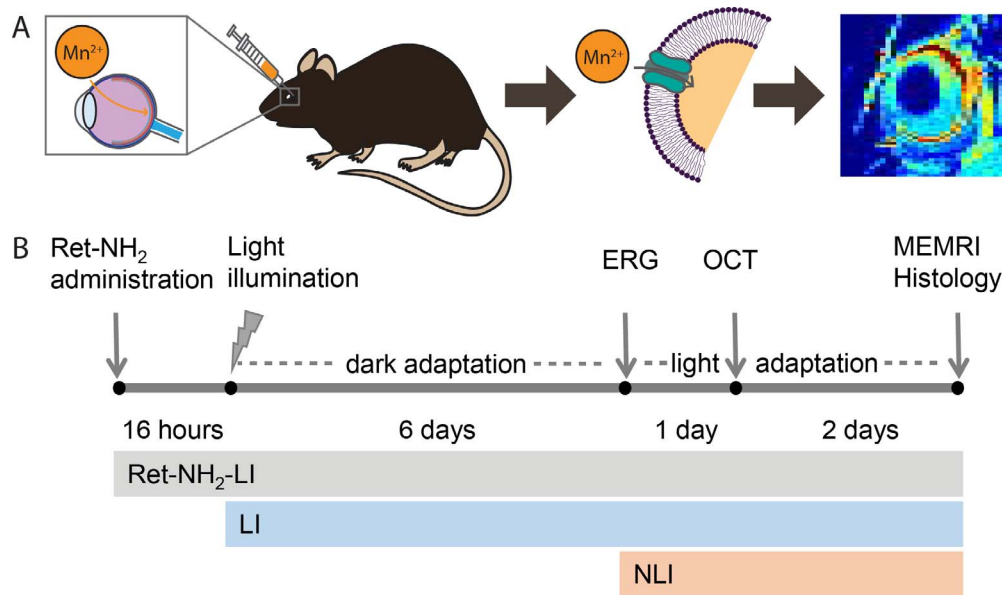 A
Mn²⁺
Mn²⁺
B
Ret-NH₂
administration
Light
illumination
ERG
OCT
MEMRI
Histology
dark adaptation
light
adaptation
16 hours
6 days
1 day
2 days
Ret-NH₂-LI
LI
NLI